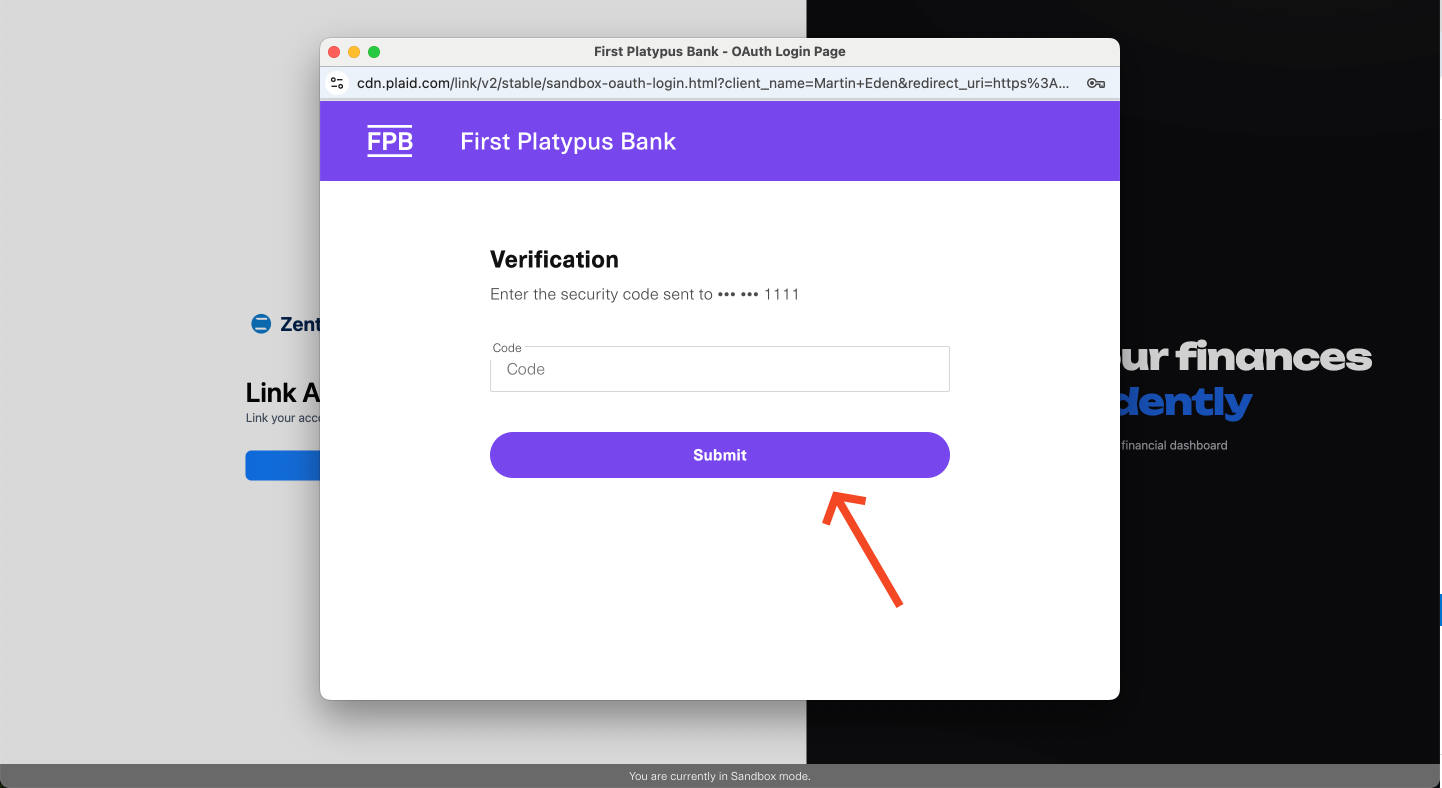 First Platypus Bank - OAuth Login Page
cdn.plaid.com/link/v2/stable/sandbox-oauth-login.html?client_name=Martin+Eden&redirect_uri=https%3A...
FPB
First Platypus Bank
Verification
Enter the security code sent to ••• ••• 1111
Code
Code
Submit
Zent
Link A
Link your acco
ur finances
dently
financial dashboard
You are currently in Sandbox mode.